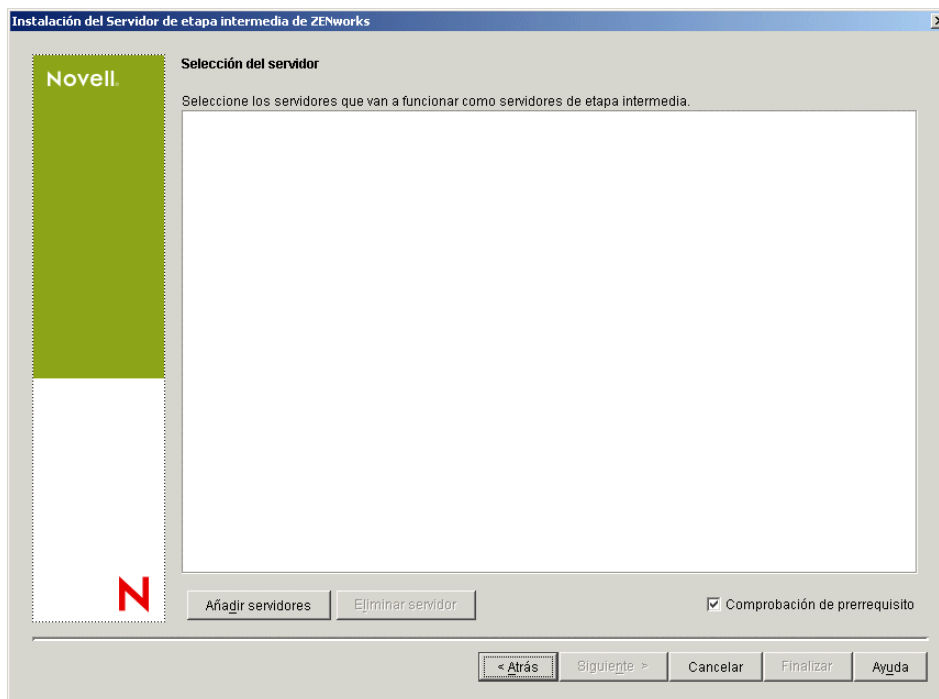 Instalación del Servidor de etapa intermedia de ZENworks
Novell.
Selección del servidor
Seleccione los servidores que van a funcionar como servidores de etapa intermedia.
N
Añadir servidores
Eliminar servidor
Comprobación de prerrequisito
< Atrás
Siguiente >
Cancelar
Finalizar
Ayuda